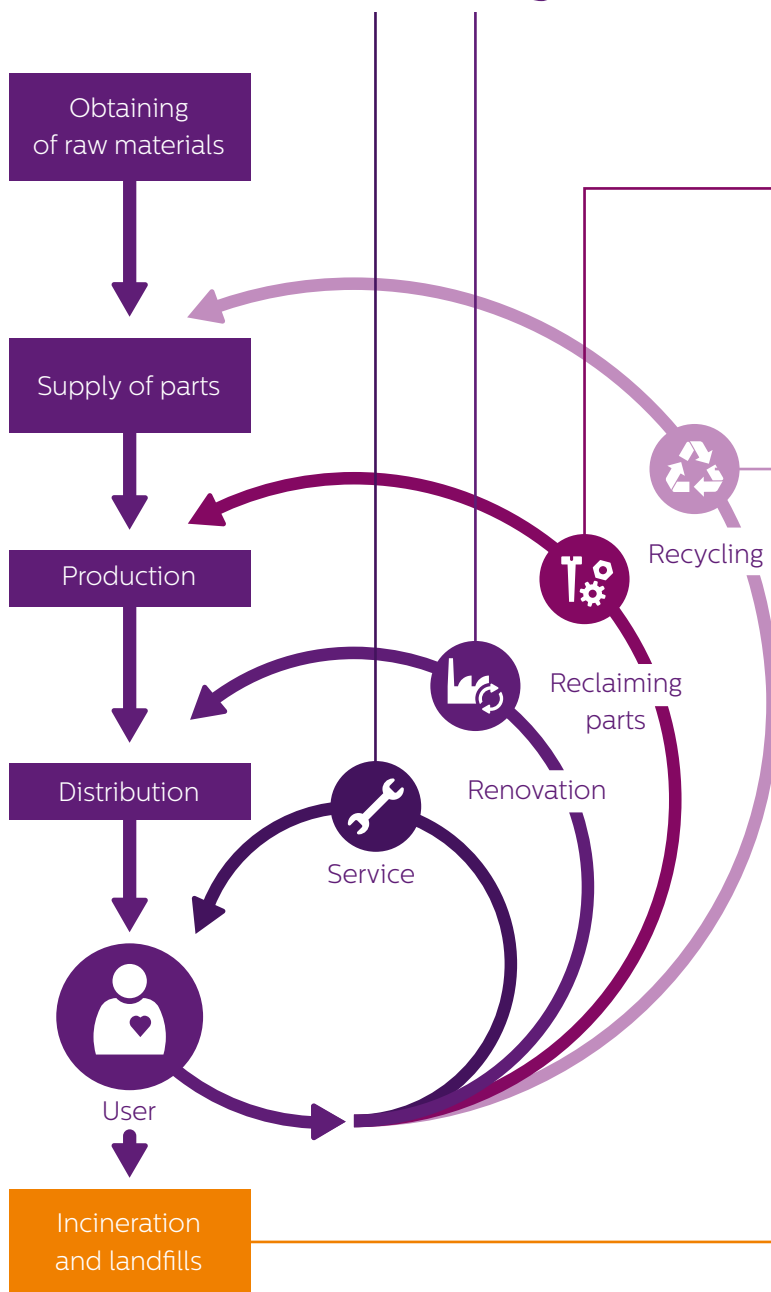 Obtaining
of raw materials
Supply of parts
Recycling
Production
Reclaiming
parts
Renovation
Distribution
Service
User
Incineration
and landfills